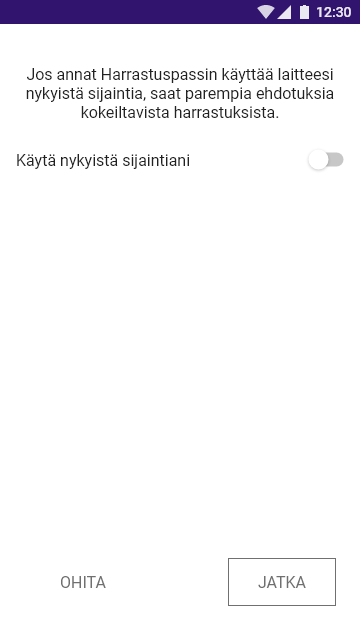 12:30
Jos annat Harrastuspassin käyttää laitteesi
nykyistä sijaintia, saat parempia ehdotuksia
kokeiltavista harrastuksista.
Käytä nykyistä sijaintiani
OHITA
JATKA